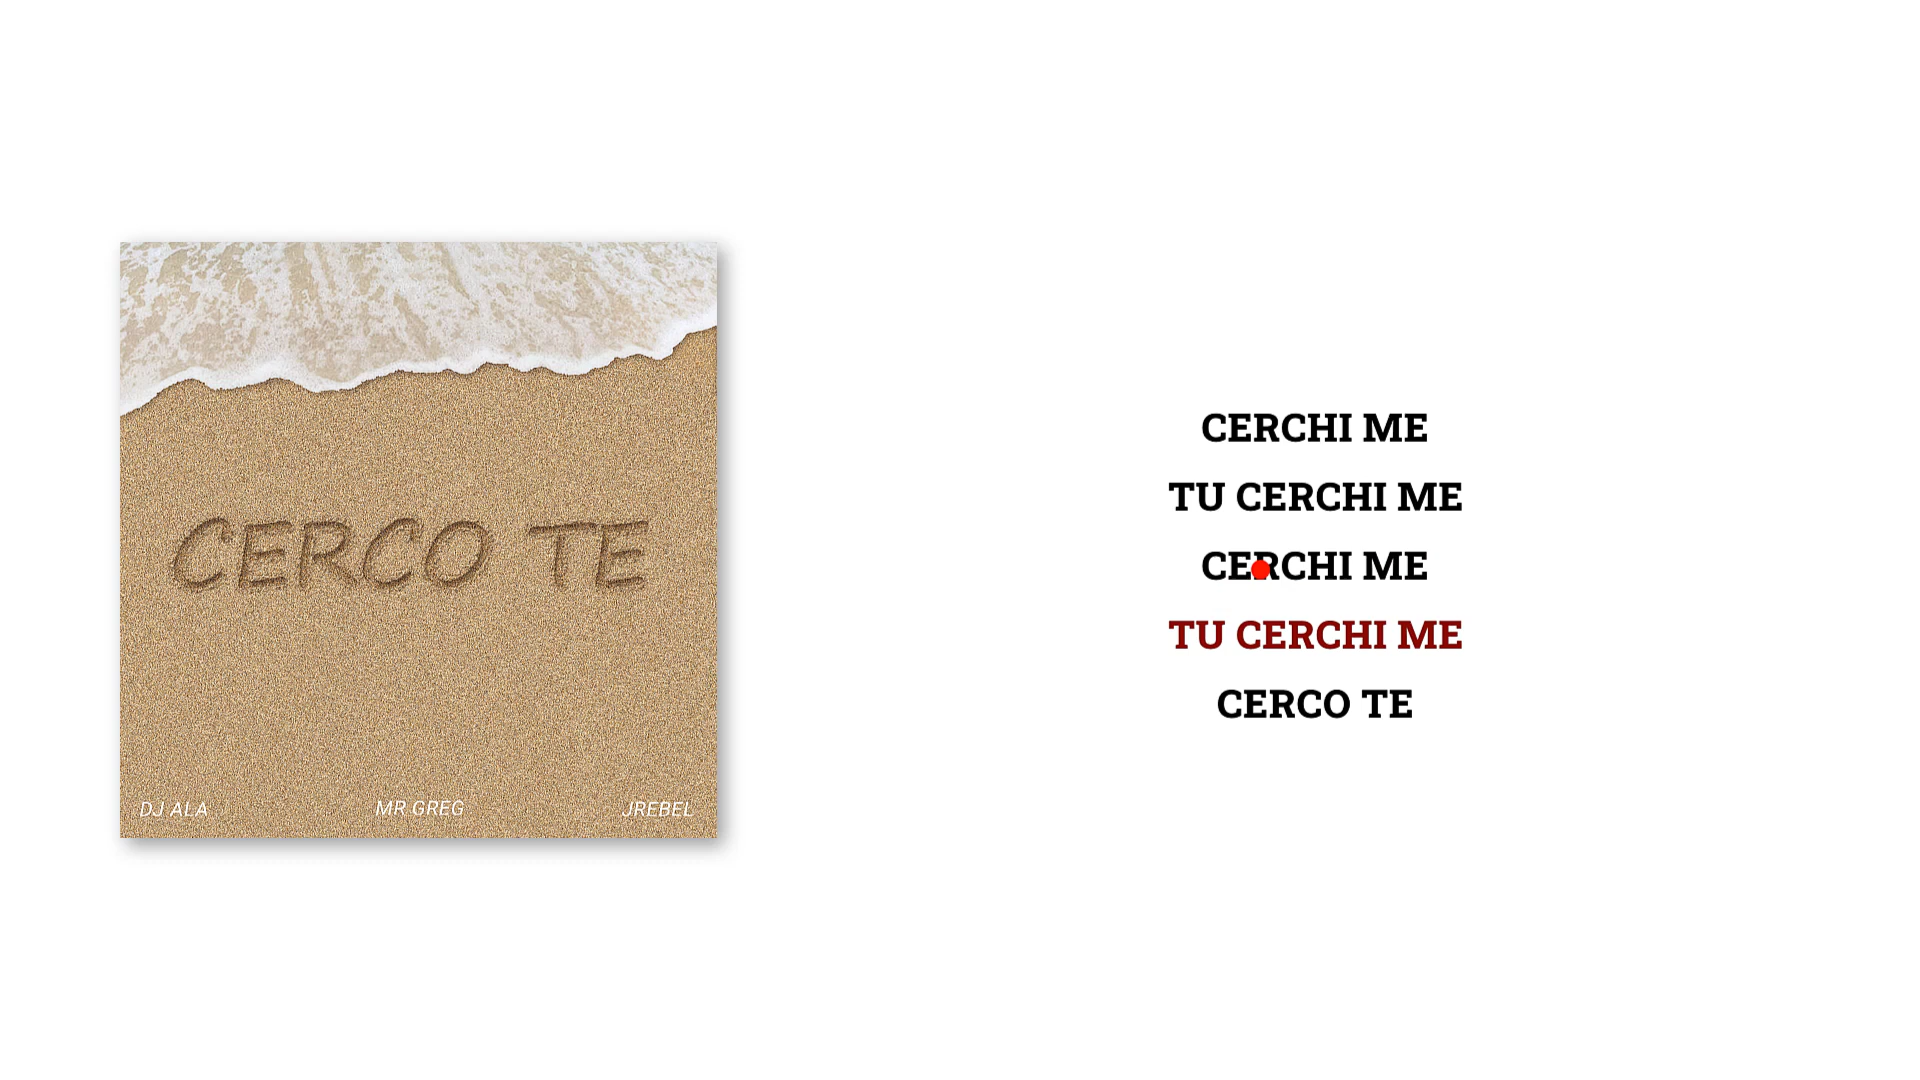 CERCO TE
DJ ALA
MR GREG
JREBEL
CERCHI ME
TU CERCHI ME
CERCHI ME
TU CERCHI ME
CERCO TE